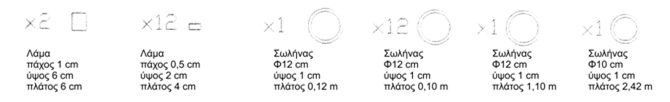 ×2
Λάμα
πάχος 1 cm
ύψος 6 cm
πλάτος 6 cm
×12
Λάμα
πάχος 0,5 cm
ύψος 2 cm
πλάτος 4 cm
×1
Σωλήνας
Φ12 cm
ύψος 1 cm
πλάτος 0,12 m
×12
Σωλήνας
Φ12 cm
ύψος 1 cm
πλάτος 0,10 m
×1
Σωλήνας
Φ12 cm
ύψος 1 cm
πλάτος 1,10 m
×1
Σωλήνας
Φ10 cm
ύψος 1 cm
πλάτος 2,42 m